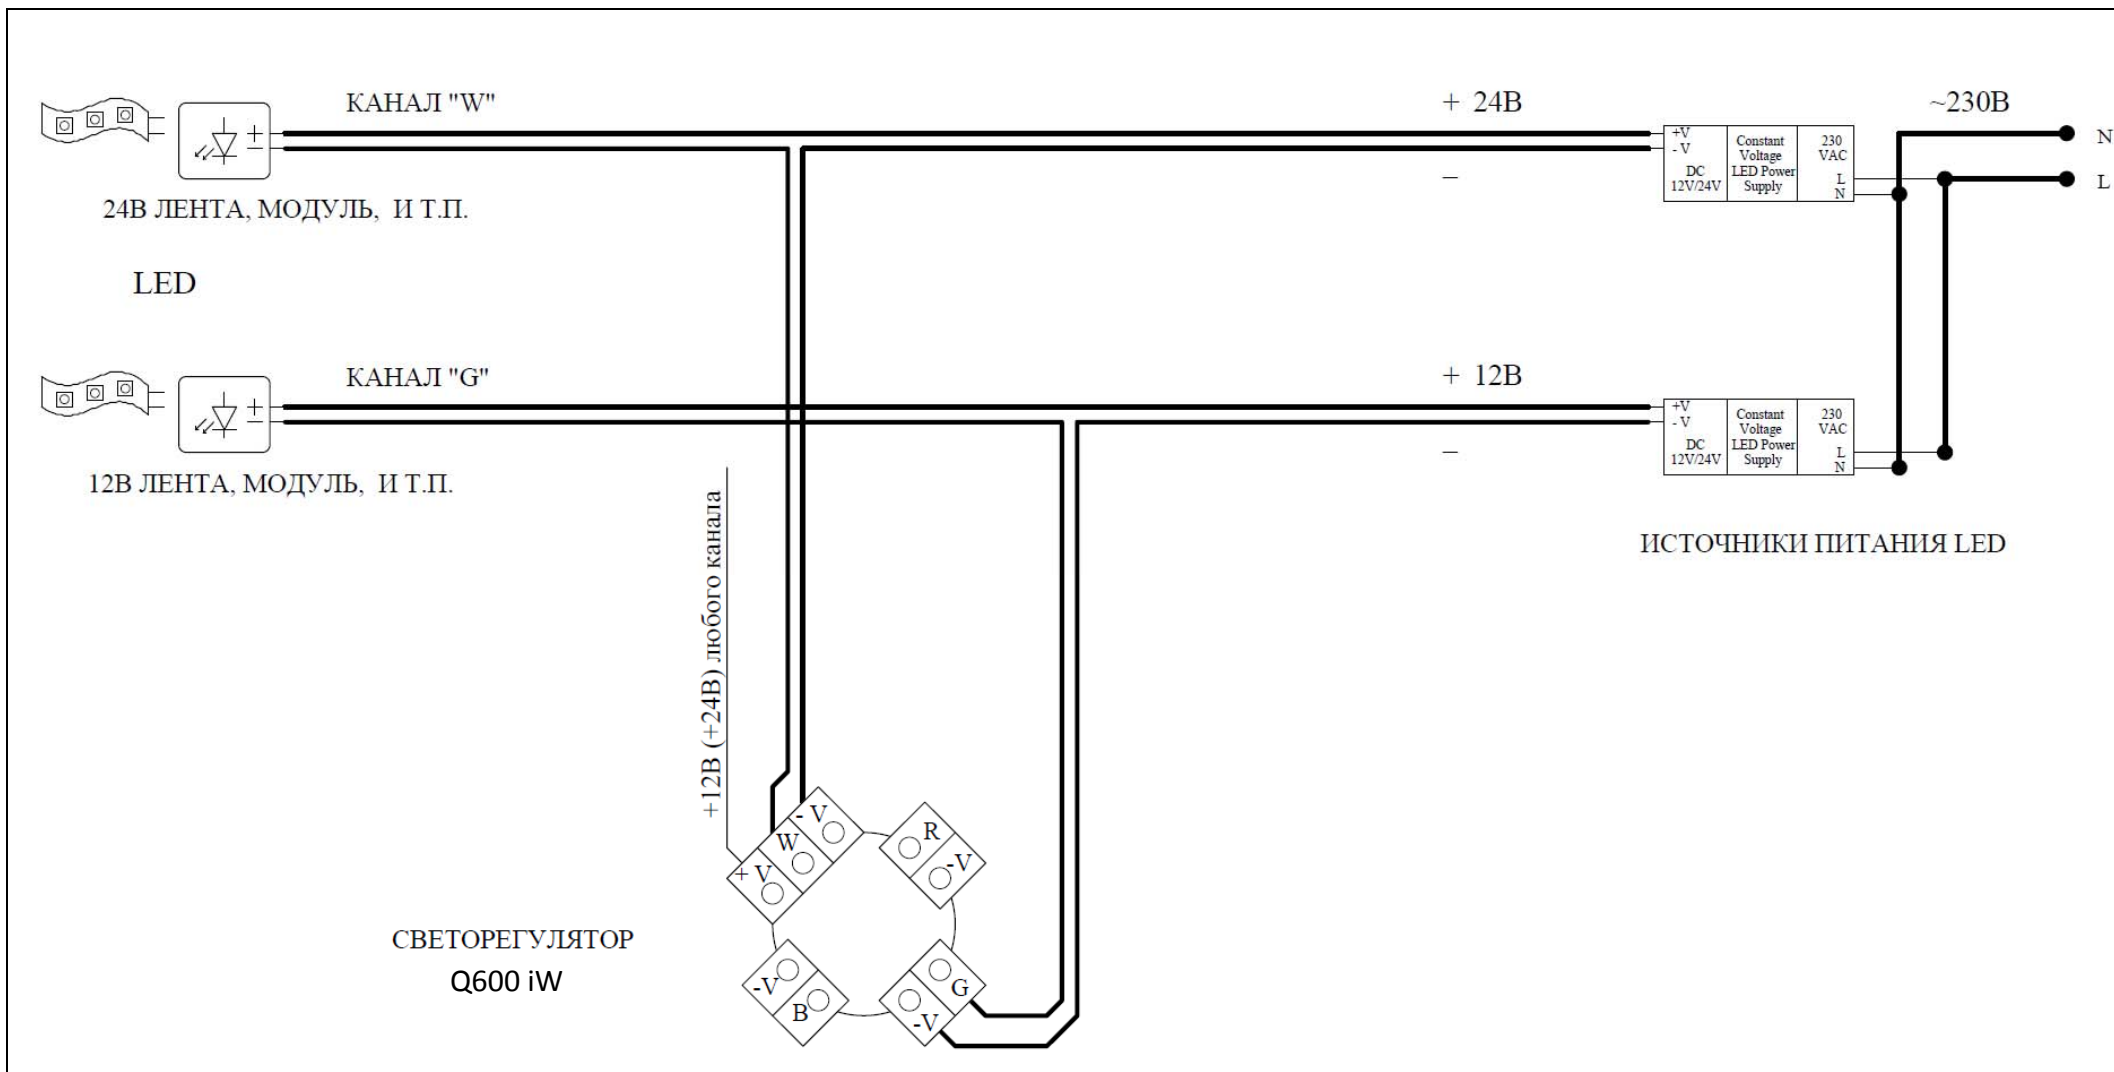 КАНАЛ "W"
+ 24В
~230В
+
−
+V
- V
DC
12V/24V
Constant
Voltage
LED Power
Supply
230
VAC
L
N
N
L
−
24В ЛЕНТА, МОДУЛЬ, И Т.П.
LED
КАНАЛ "G"
+ 12В
+
−
+V
- V
DC
12V/24V
Constant
Voltage
LED Power
Supply
230
VAC
L
N
−
12В ЛЕНТА, МОДУЛЬ, И Т.П.
ИСТОЧНИКИ ПИТАНИЯ LED
+12В (+24В) любого канала
- V
W
+ V
R
-V
СВЕТОРЕГУЛЯТОР
Q600 iW
-V
B
G
-V